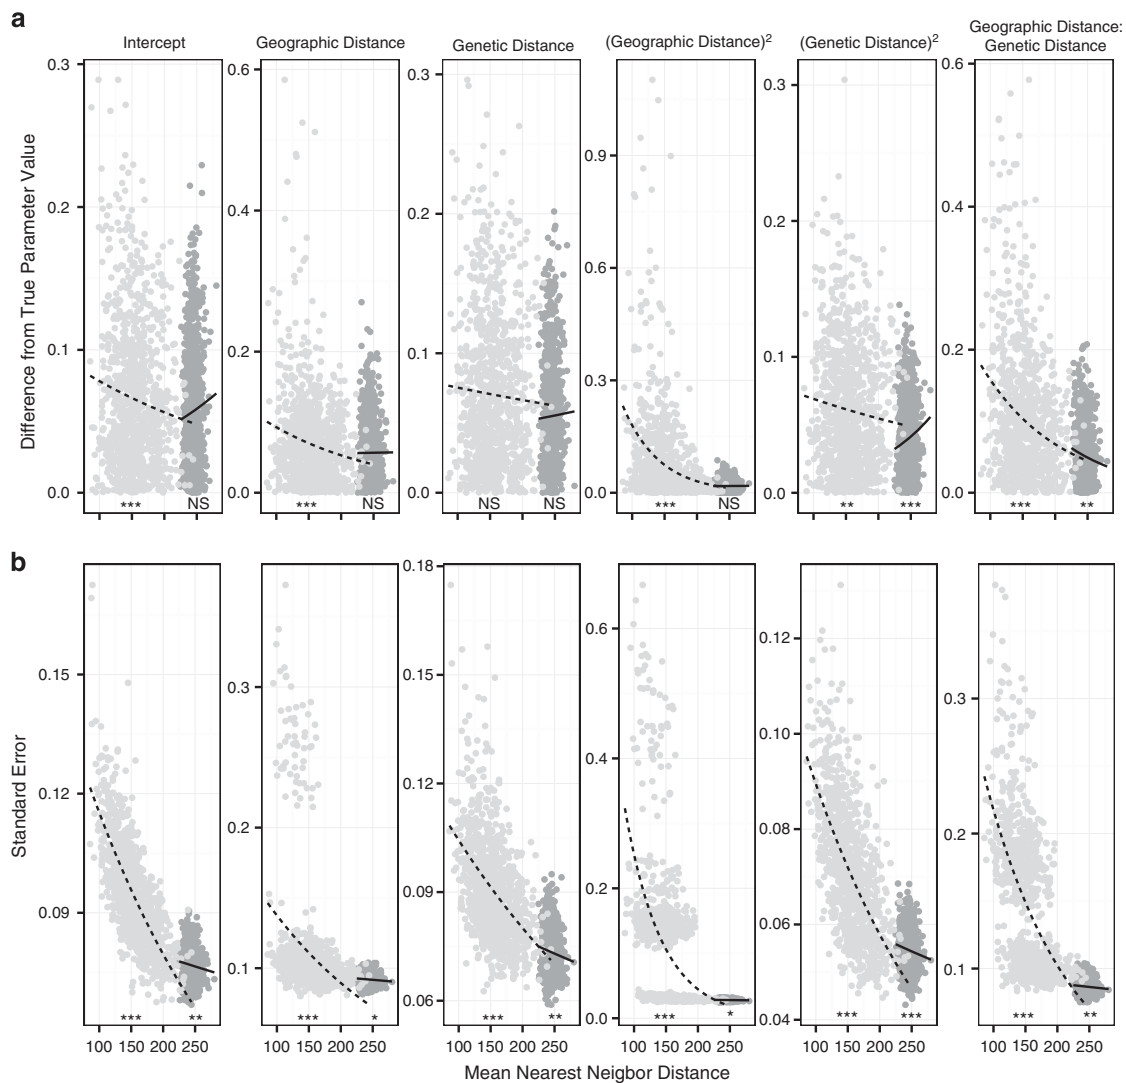 a
Intercept
Geographic Distance
Genetic Distance
(Geographic Distance)²
(Genetic Distance)²
Geographic Distance:
Genetic Distance
Difference from True Parameter Value
0.3
0.2
0.1
0.0
*** NS
0.6
0.4
0.2
0.0
*** NS
0.3
0.2
0.1
0.0
NS NS
0.9
0.6
0.3
0.0
*** NS
0.3
0.2
0.1
0.0
** ***
0.6
0.4
0.2
0.0
*** **
b
Standard Error
0.15
0.12
0.09
*** **
100 150 200 250
0.3
0.2
0.1
*** *
100 150 200 250
0.18
0.15
0.12
0.09
0.06
*** **
100 150 200 250
0.6
0.4
0.2
0.0
*** *
100 150 200 250
0.12
0.10
0.08
0.06
0.04
*** ***
100 150 200 250
0.3
0.2
0.1
*** **
100 150 200 250
Mean Nearest Neigbor Distance